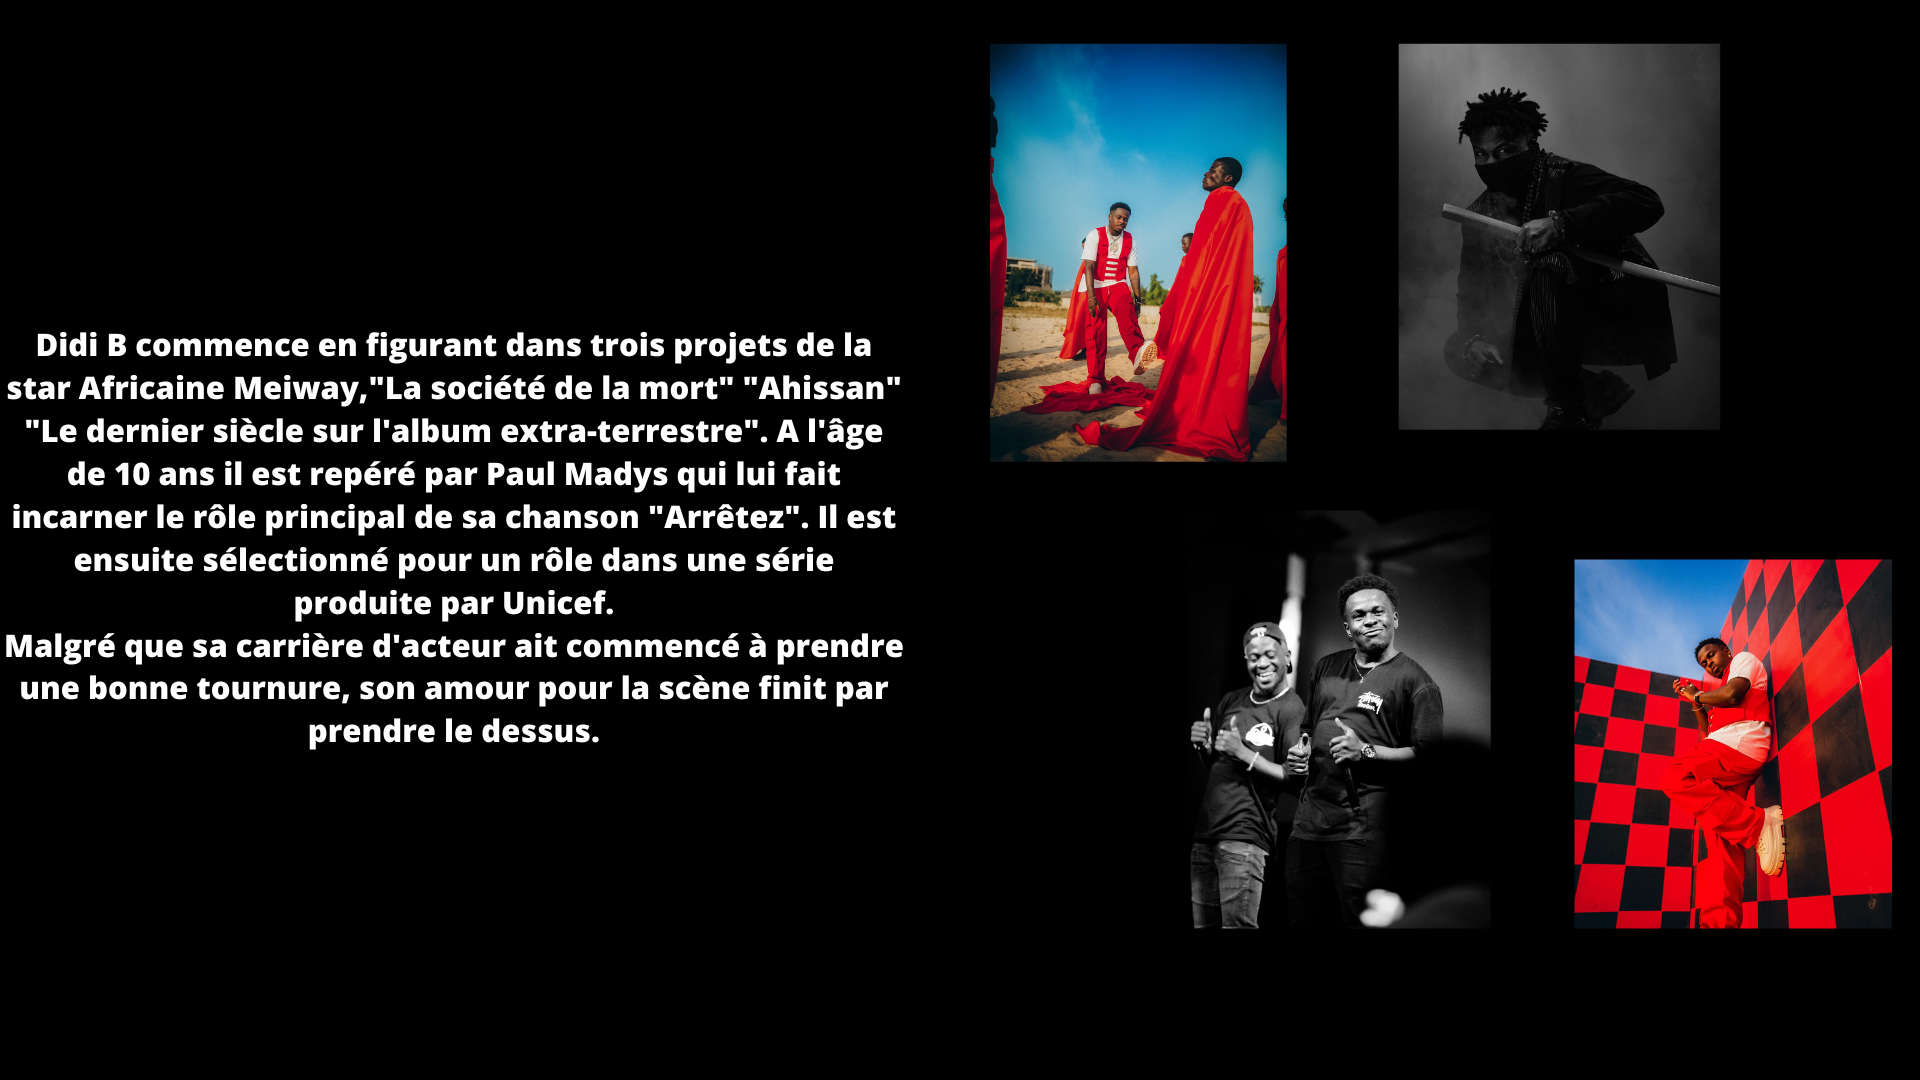 Didi B commence en figurant dans trois projets de la
star Africaine Meiway,"La société de la mort" "Ahissan"
"Le dernier siècle sur l'album extra-terrestre". A l'âge
de 10 ans il est repéré par Paul Madys qui lui fait
incarner le rôle principal de sa chanson "Arrêtez". Il est
ensuite sélectionné pour un rôle dans une série
produite par Unicef.
Malgré que sa carrière d'acteur ait commencé à prendre
une bonne tournure, son amour pour la scène finit par
prendre le dessus.